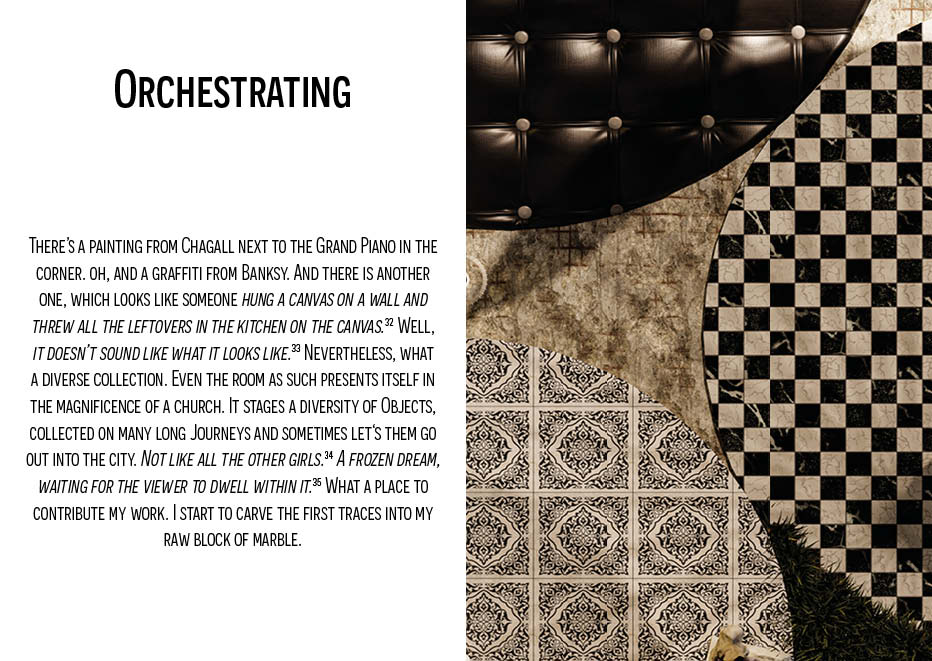 Orchestrating
There's a painting from Chagall next to the Grand Piano in the
corner. oh, and a graffiti from Banksy. And there is another
one, which looks like someone hung a canvas on a wall and
threw all the leftovers in the kitchen on the canvas.³² Well,
it doesn't sound like what it looks like.³³ Nevertheless, what
a diverse collection. Even the room as such presents itself in
the magnificence of a church. It stages a diversity of Objects,
collected on many long Journeys and sometimes let‘s them go
out into the city. Not like all the other girls.³⁴ A frozen dream,
waiting for the viewer to dwell within it.³⁵ What a place to
contribute my work. I start to carve the first traces into my
raw block of marble.